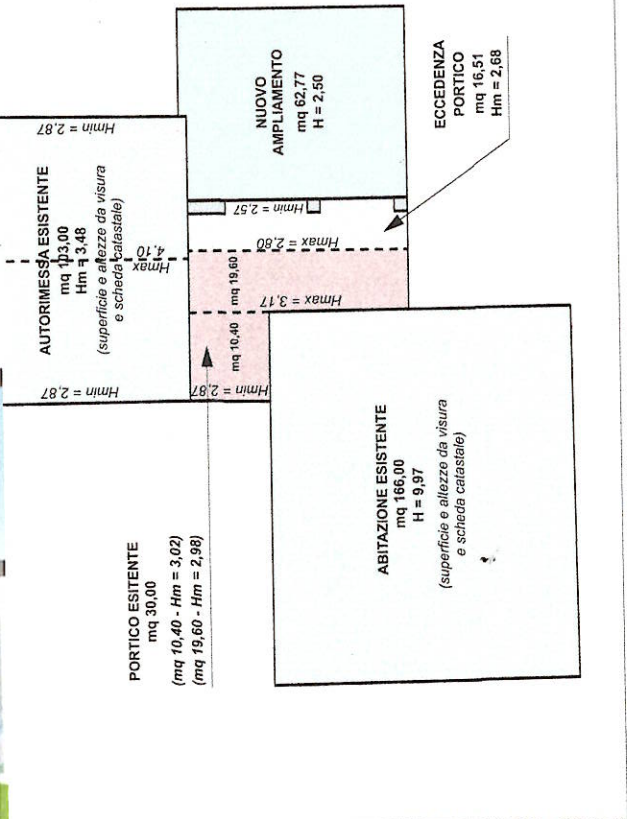 Hmin = 2,87
AUTORIMESSA ESISTENTE
mq 103,00
Hm = 3,48
(superficie e altezze da visura
e scheda catastale)
Hmax
4,10
Hmin = 2,87
NUOVO
AMPLIAMENTO
mq 62,77
H = 2,50
ECCEDENZA
PORTICO
mq 16,51
Hm = 2,68
Hmin = 2,57
Hmax = 2,80
mq 19,60
Hmax = 3,17
mq 10,40
Hmin = 2,87
PORTICO ESITENTE
mq 30,00
(mq 10,40 - Hm = 3,02)
(mq 19,60 - Hm = 2,98)
ABITAZIONE ESISTENTE
mq 166,00
H = 9,97
(superficie e altezze da visura
e scheda catastale)